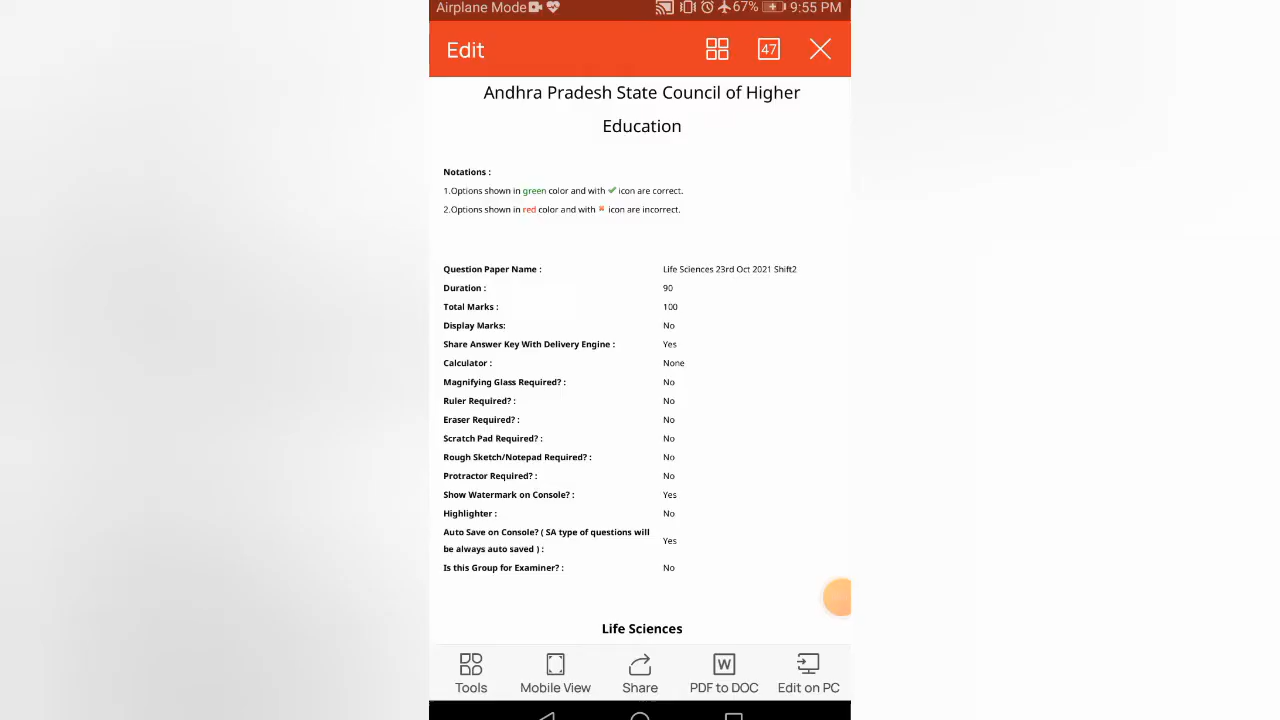 Airplane Mode 67% 9:55 PM
Edit 47
Andhra Pradesh State Council of Higher
Education
Notations :
1.Options shown in green color and with ✔ icon are correct.
2.Options shown in red color and with ✖ icon are incorrect.
Question Paper Name : Life Sciences 23rd Oct 2021 Shift2
Duration : 90
Total Marks : 100
Display Marks: No
Share Answer Key With Delivery Engine : Yes
Calculator : None
Magnifying Glass Required? : No
Ruler Required? : No
Eraser Required? : No
Scratch Pad Required? : No
Rough Sketch/Notepad Required? : No
Protractor Required? : No
Show Watermark on Console? : Yes
Highlighter : No
Auto Save on Console? ( SA type of questions will
be always auto saved ) : Yes
Is this Group for Examiner? : No
Life Sciences
Tools Mobile View Share PDF to DOC Edit on PC